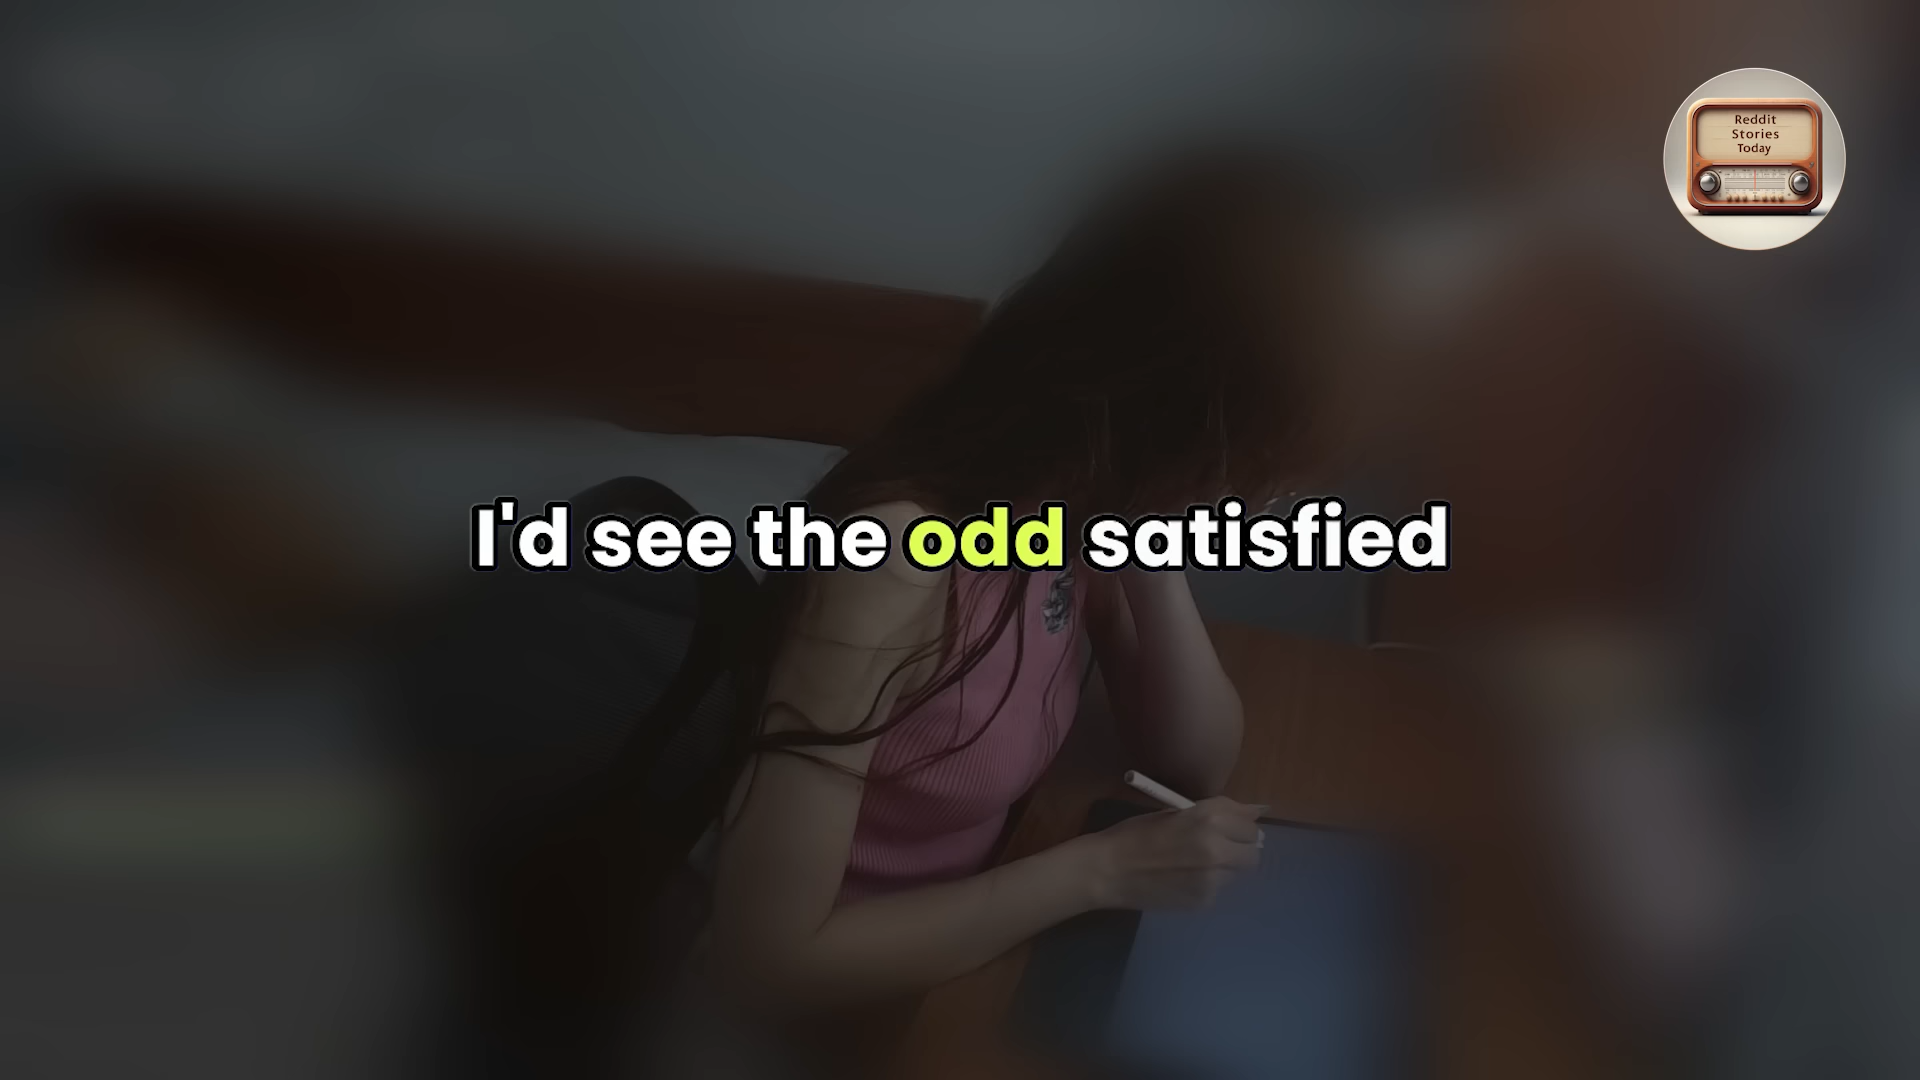 Reddit
Stories
Today
I'd see the odd satisfied